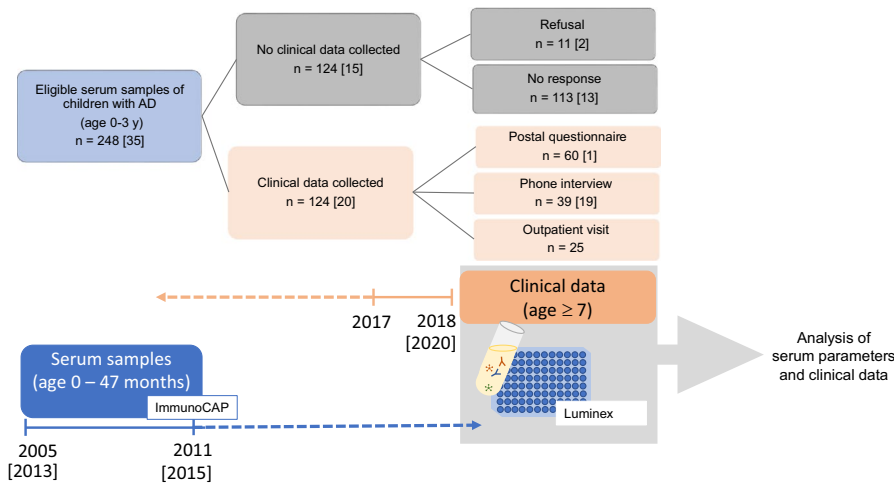 Eligible serum samples of
children with AD
(age 0-3 y)
n = 248 [35]
No clinical data collected
n = 124 [15]
Refusal
n = 11 [2]
No response
n = 113 [13]
Clinical data collected
n = 124 [20]
Postal questionnaire
n = 60 [1]
Phone interview
n = 39 [19]
Outpatient visit
n = 25
2017
2018
[2020]
Clinical data
(age ≥ 7)
Luminex
Analysis of
serum parameters
and clinical data
Serum samples
(age 0 – 47 months)
ImmunoCAP
2005
[2013]
2011
[2015]